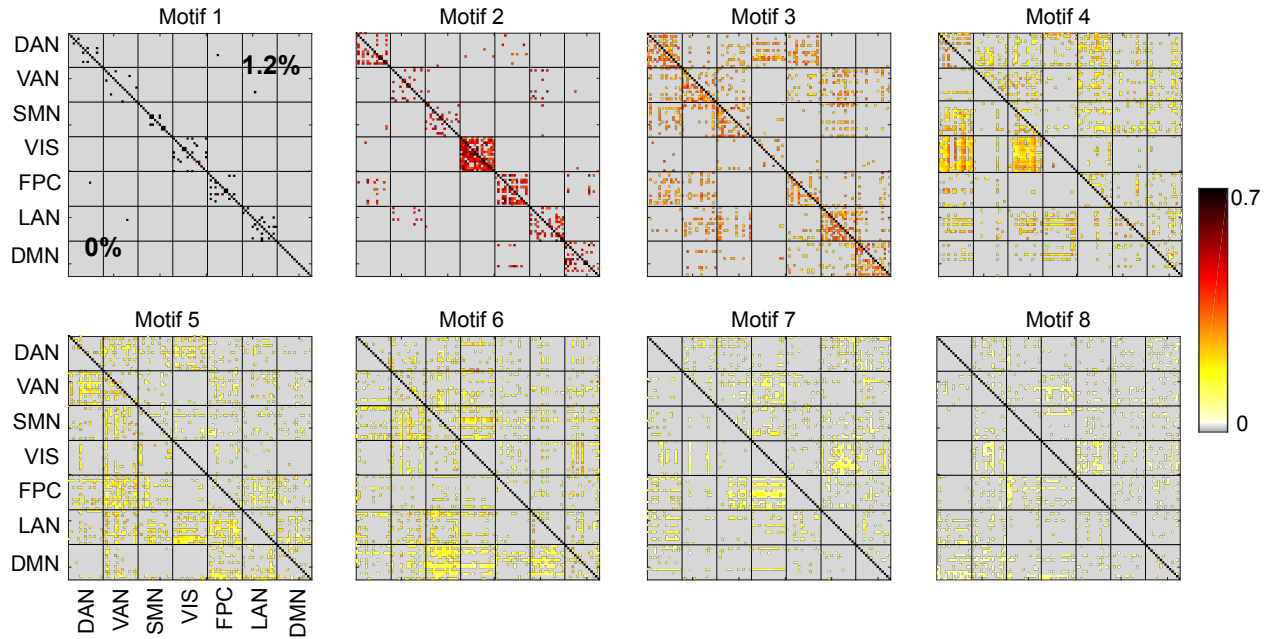 Motif 1 Motif 2 Motif 3 Motif 4
DAN
VAN
SMN
VIS
FPC
LAN
DMN
1.2%
0%
0.7
0
Motif 5 Motif 6 Motif 7 Motif 8
DAN
VAN
SMN
VIS
FPC
LAN
DMN
DAN VAN SMN VIS FPC LAN DMN